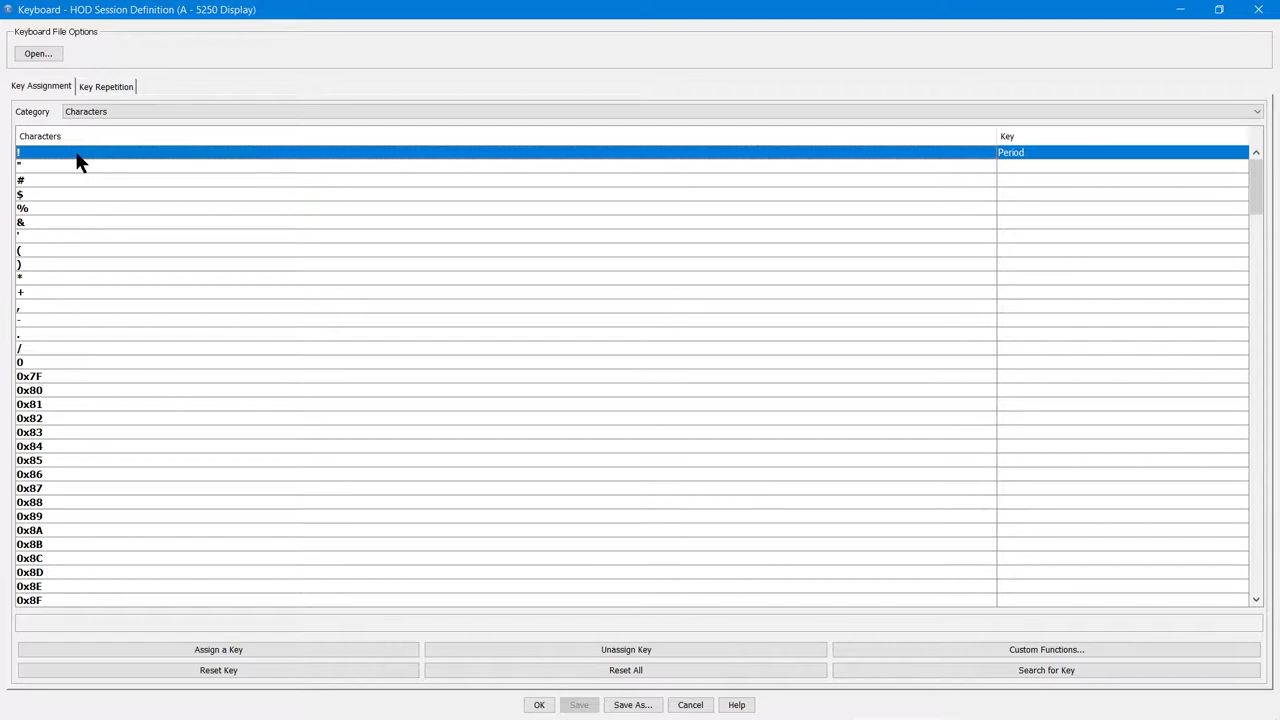 Keyboard - HOD Session Definition (A - 5250 Display)
Keyboard File Options
Open...
Key Assignment Key Repetition
Category Characters
Characters Key
! Period
"
#
$
%
&
'
(
)
*
+
,
-
.
/
0
0x7F
0x80
0x81
0x82
0x83
0x84
0x85
0x86
0x87
0x88
0x89
0x8A
0x8B
0x8C
0x8D
0x8E
0x8F
Assign a Key Unassign Key Custom Functions...
Reset Key Reset All Search for Key
OK Save Save As... Cancel Help